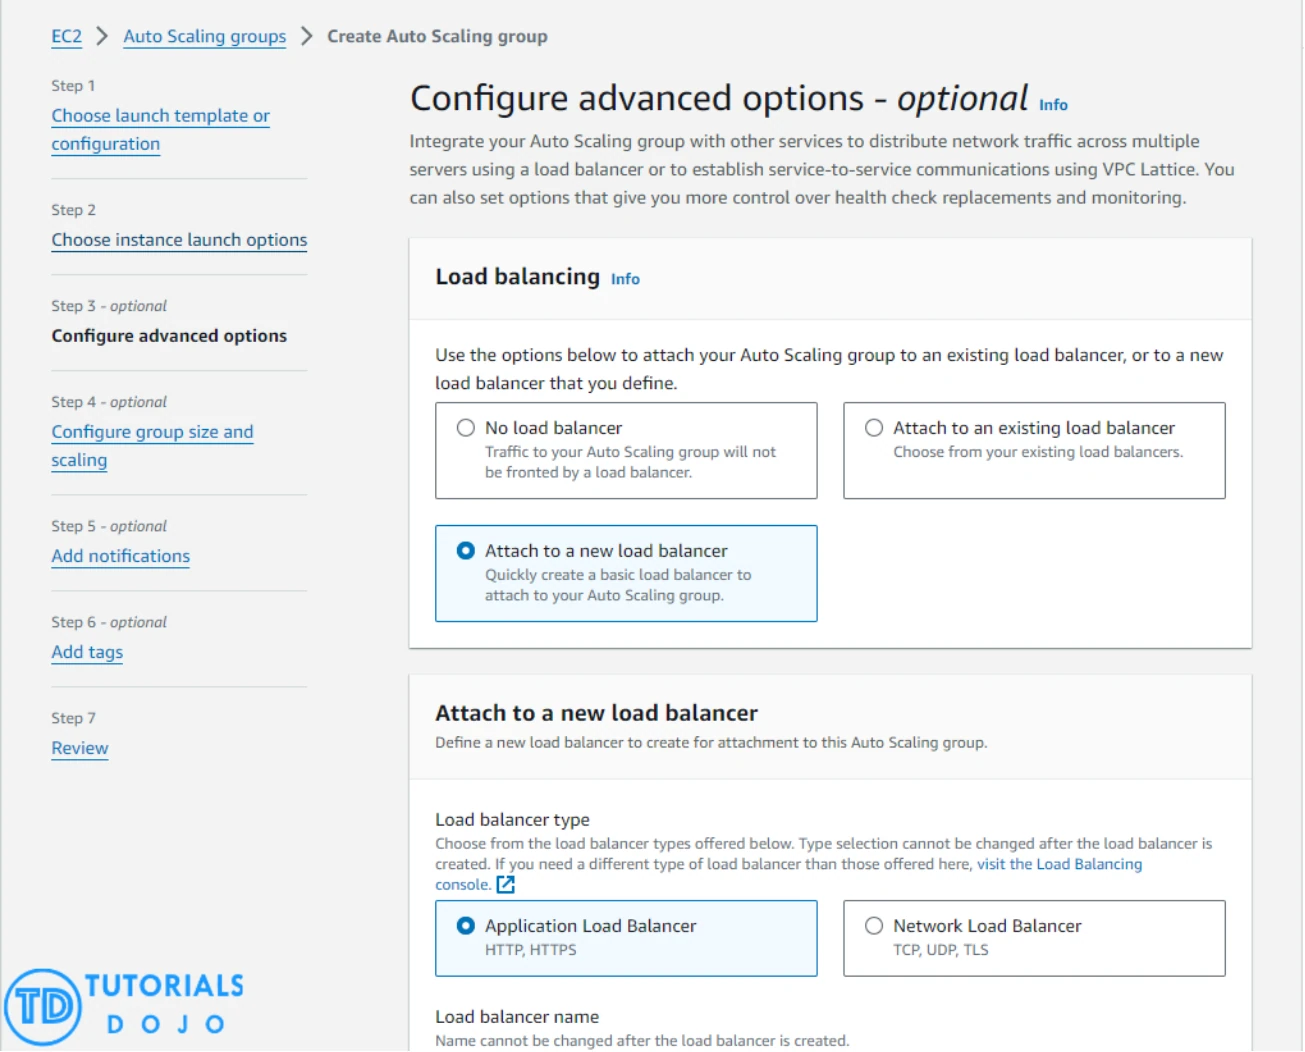 EC2 > Auto Scaling groups > Create Auto Scaling group
Step 1
Choose launch template or
configuration
Step 2
Choose instance launch options
Step 3 - optional
Configure advanced options
Step 4 - optional
Configure group size and
scaling
Step 5 - optional
Add notifications
Step 6 - optional
Add tags
Step 7
Review
Configure advanced options - optional Info
Integrate your Auto Scaling group with other services to distribute network traffic across multiple
servers using a load balancer or to establish service-to-service communications using VPC Lattice. You
can also set options that give you more control over health check replacements and monitoring.
Load balancing Info
Use the options below to attach your Auto Scaling group to an existing load balancer, or to a new
load balancer that you define.
No load balancer
Traffic to your Auto Scaling group will not
be fronted by a load balancer.
Attach to an existing load balancer
Choose from your existing load balancers.
Attach to a new load balancer
Quickly create a basic load balancer to
attach to your Auto Scaling group.
Attach to a new load balancer
Define a new load balancer to create for attachment to this Auto Scaling group.
Load balancer type
Choose from the load balancer types offered below. Type selection cannot be changed after the load balancer is
created. If you need a different type of load balancer than those offered here, visit the Load Balancing
console.
Application Load Balancer
HTTP, HTTPS
Network Load Balancer
TCP, UDP, TLS
Load balancer name
Name cannot be changed after the load balancer is created.
TD
TUTORIALS
DOJO